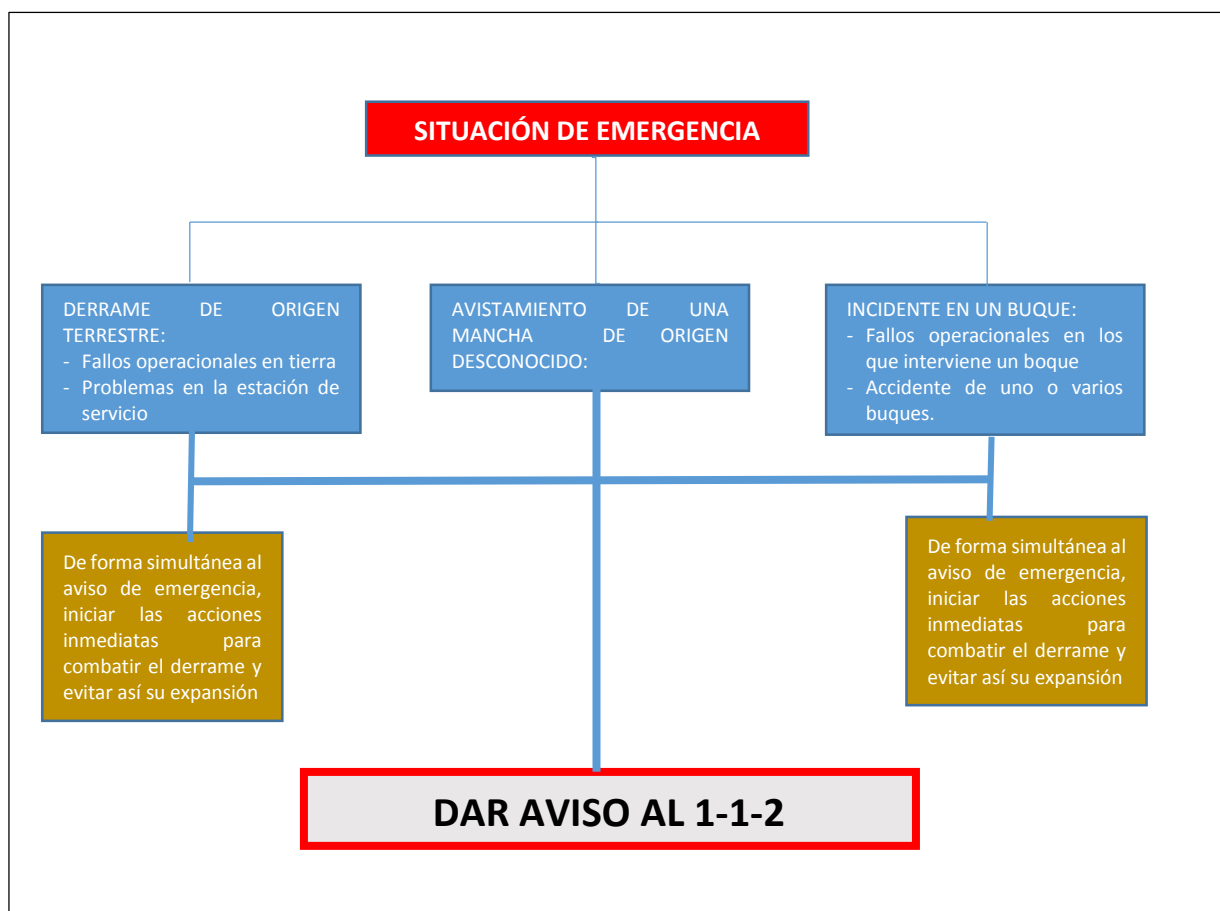 SITUACIÓN DE EMERGENCIA
DERRAME DE ORIGEN
TERRESTRE:
- Fallos operacionales en tierra
- Problemas en la estación de
servicio
AVISTAMIENTO DE UNA
MANCHA DE ORIGEN
DESCONOCIDO:
INCIDENTE EN UN BUQUE:
- Fallos operacionales en los
que interviene un boque
- Accidente de uno o varios
buques.
De forma simultánea al
aviso de emergencia,
iniciar las acciones
inmediatas para
combatir el derrame y
evitar así su expansión
De forma simultánea al
aviso de emergencia,
iniciar las acciones
inmediatas para
combatir el derrame y
evitar así su expansión
DAR AVISO AL 1-1-2